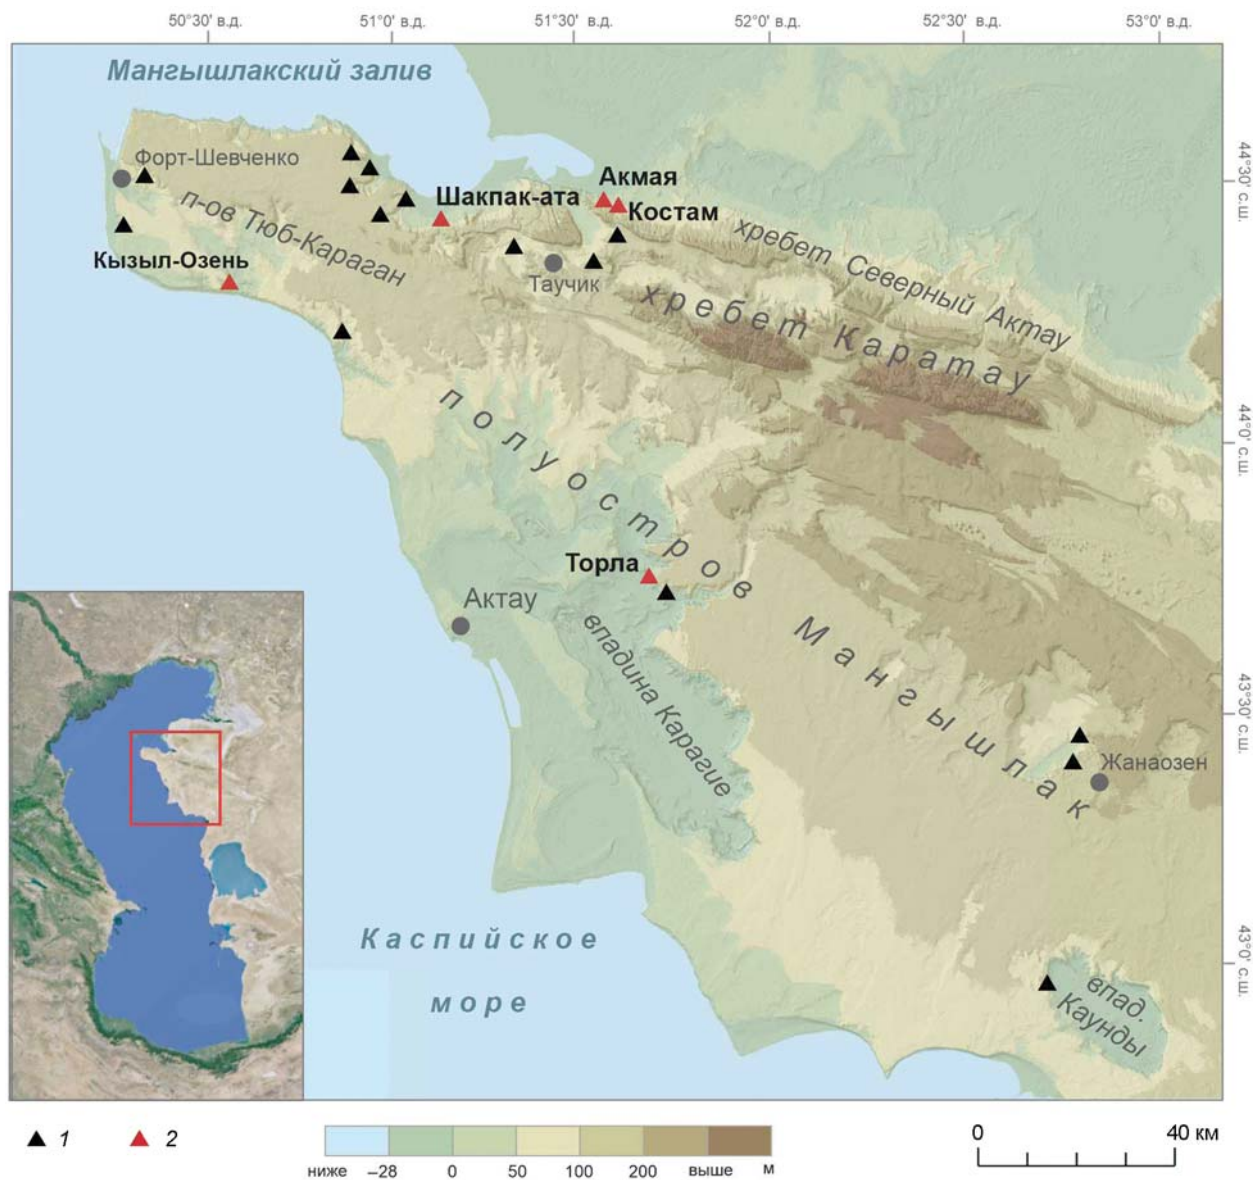 50°30' в.д.
51°0' в.д.
51°30' в.д.
52°0' в.д.
52°30' в.д.
53°0' в.д.
Мангышлакский залив
Форт-Шевченко
44°30' с.ш.
Шакпак-ата
Акмая
Костам
п-ов Тюб-Караган
хребет Северный Актау
Кызыл-Озень
Таучик
хребет Каратау
44°0' с.ш.
полуостров Мангышлак
Торла
Актау
впадина Карагие
43°30' с.ш.
Жанаозен
Каспийское
море
43°0' с.ш.
впад.
Каунды
1
2
ниже
–28
0
50
100
200
выше
м
0
40 км